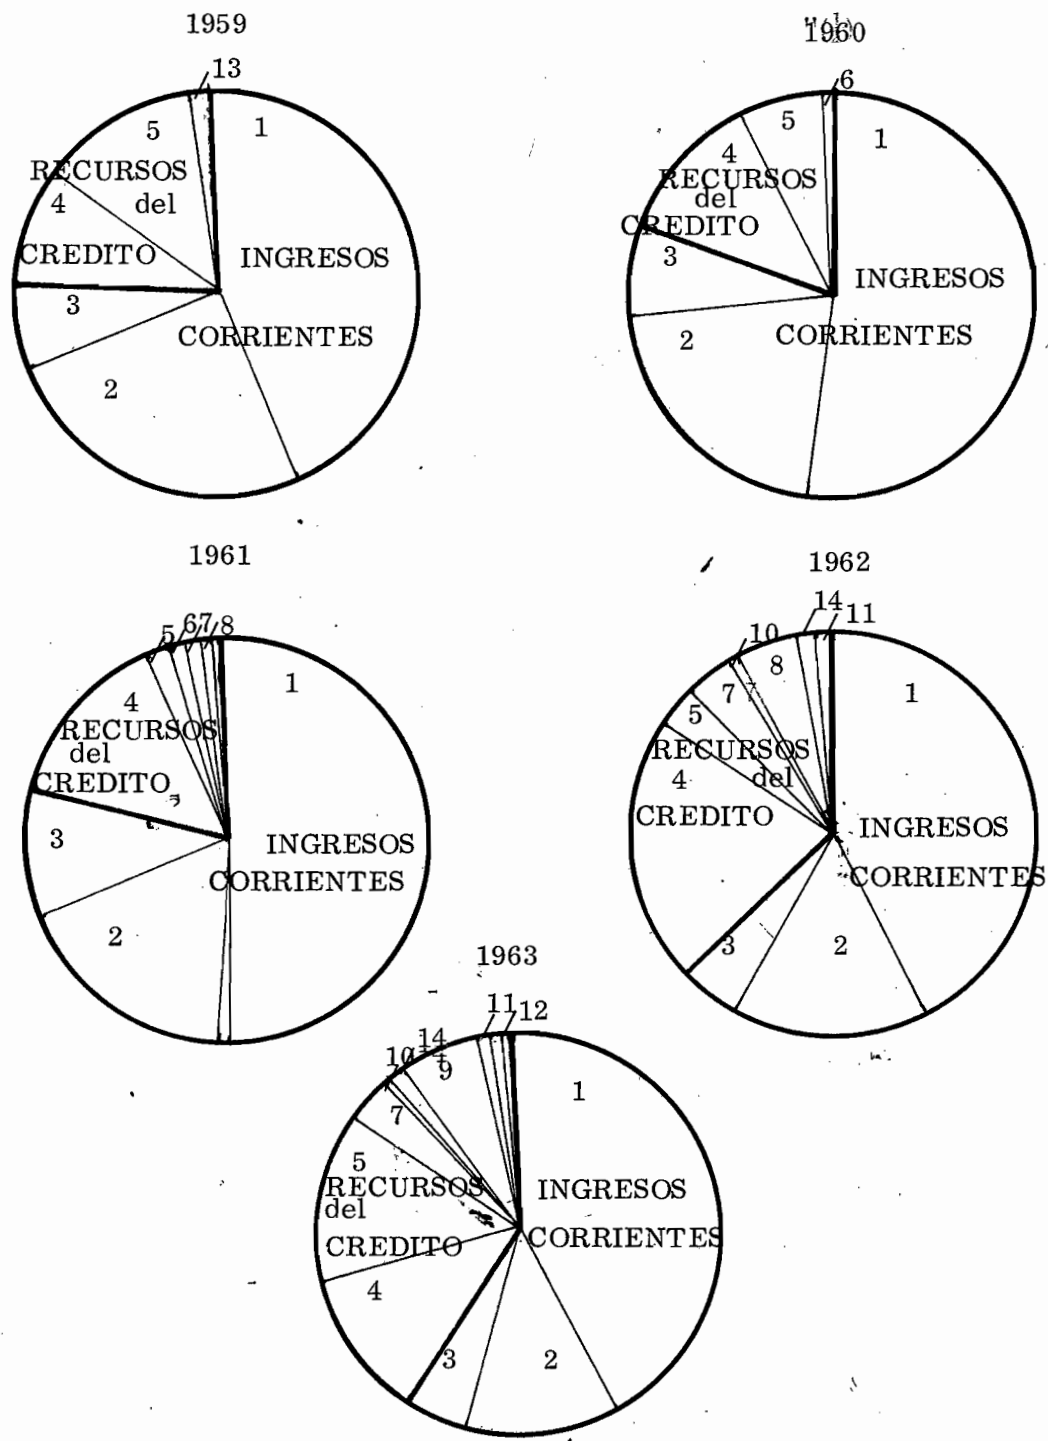 1959
13
5
1
RECURSOS
4
del
CREDITO
INGRESOS
3
CORRIENTES
2
1960
6
5
1
4
RECURSOS
del
CREDITO
3
INGRESOS
2
CORRIENTES
1961
5 6 7 8
1
4
RECURSOS
del
CREDITO
3
INGRESOS
CORRIENTES
2
1962
14 11
10
8
7
1
5
RECURSOS
4
del
CREDITO
INGRESOS
CORRIENTES
3
2
1963
11 12
14
10
9
1
7
5
RECURSOS
INGRESOS
del
CREDITO
CORRIENTES
4
3
2